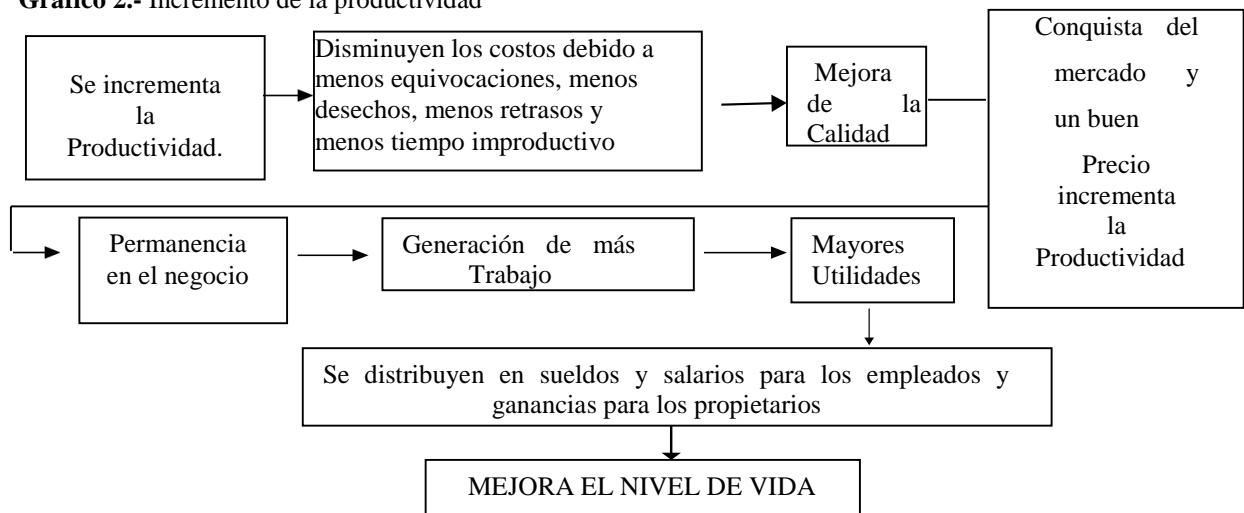 Gráfico 2.- Incremento de la productividad
Se incrementa
la
Productividad.
Disminuyen los costos debido a
menos equivocaciones, menos
desechos, menos retrasos y
menos tiempo improductivo
Mejora
de la
Calidad
Conquista del
mercado y
un buen
Precio
incrementa
la
Productividad
Permanencia
en el negocio
Generación de más
Trabajo
Mayores
Utilidades
Se distribuyen en sueldos y salarios para los empleados y
ganancias para los propietarios
MEJORA EL NIVEL DE VIDA